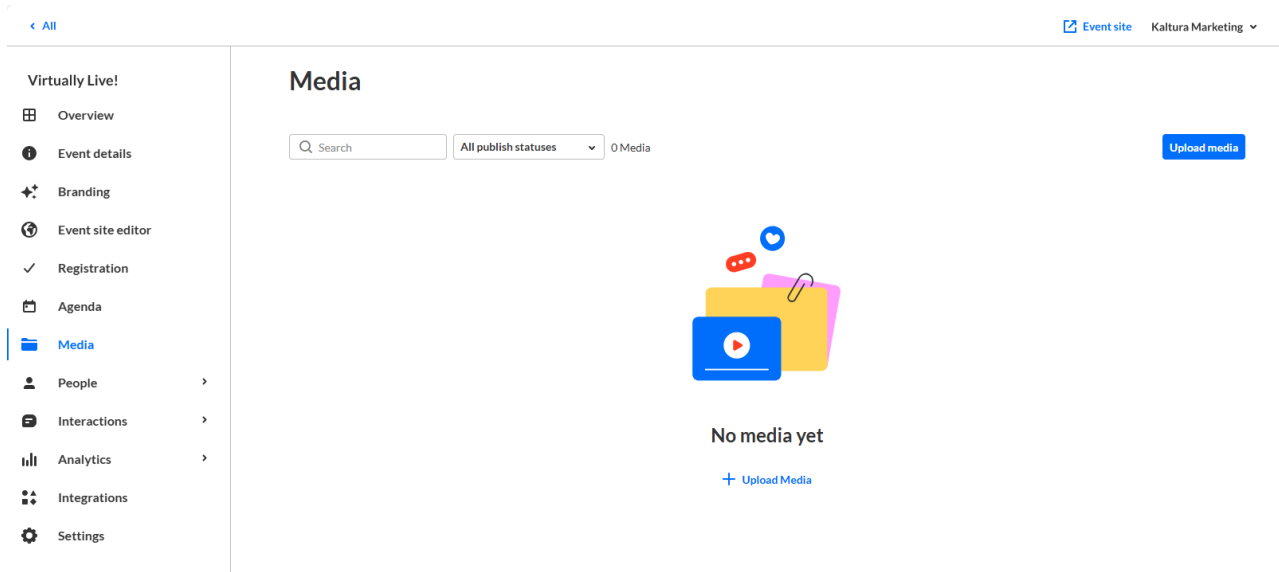 All
Event site
Kaltura Marketing
Virtually Live!
Overview
Event details
Branding
Event site editor
Registration
Agenda
Media
People
Interactions
Analytics
Integrations
Settings
Media
Search
All publish statuses
0 Media
Upload media
No media yet
Upload Media